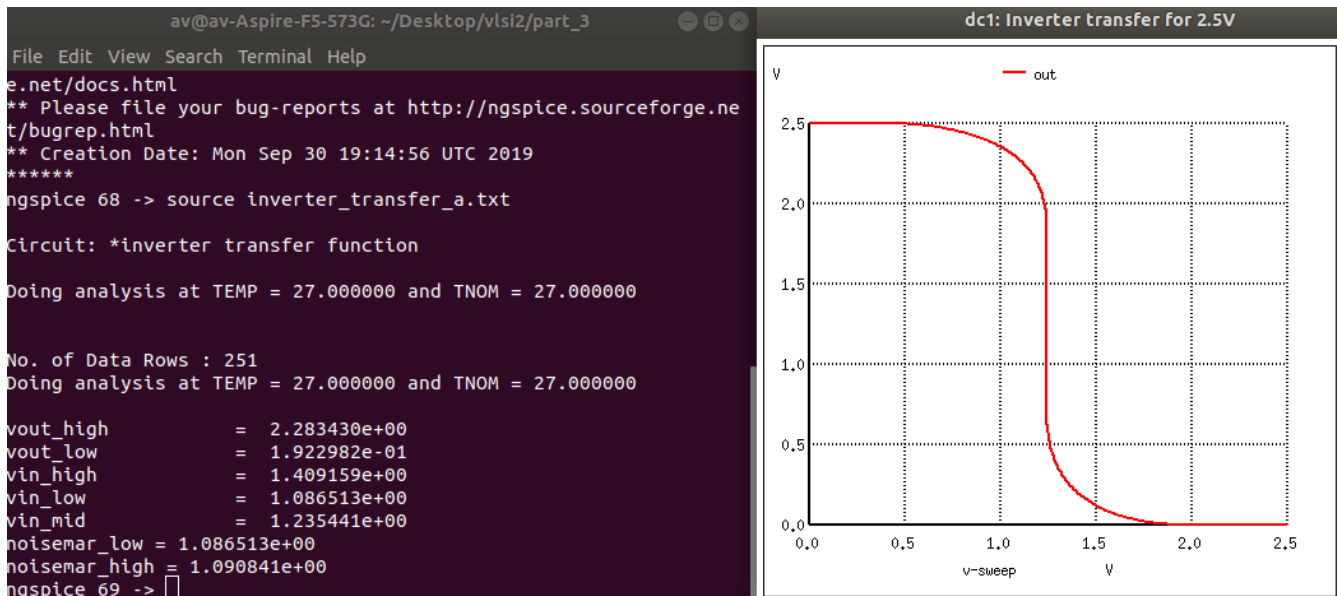 av@av-Aspire-F5-573G: ~/Desktop/vlsi2/part_3
File Edit View Search Terminal Help
e.net/docs.html
** Please file your bug-reports at http://ngspice.sourceforge.ne
t/bugrep.html
** Creation Date: Mon Sep 30 19:14:56 UTC 2019
******
ngspice 68 -> source inverter_transfer_a.txt
Circuit: *inverter transfer function
Doing analysis at TEMP = 27.000000 and TNOM = 27.000000
No. of Data Rows : 251
Doing analysis at TEMP = 27.000000 and TNOM = 27.000000
vout_high = 2.283430e+00
vout_low = 1.922982e-01
vin_high = 1.409159e+00
vin_low = 1.086513e+00
vin_mid = 1.235441e+00
noisemar_low = 1.086513e+00
noisemar_high = 1.090841e+00
ngspice 69 ->
dc1: Inverter transfer for 2.5V
V
out
2.5
2.0
1.5
1.0
0.5
0.0
0.0 0.5 1.0 1.5 2.0 2.5
v-sweep V